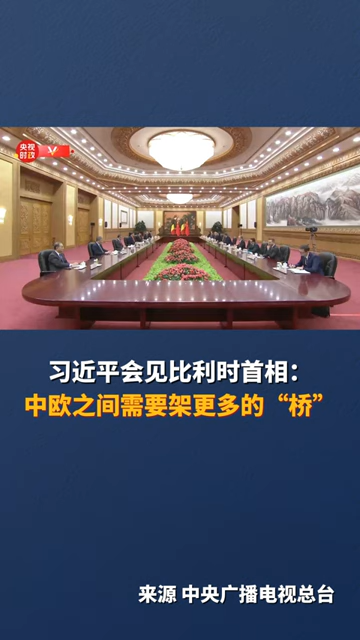 央视
时政
习近平会见比利时首相：
中欧之间需要架更多的“桥”
来源 中央广播电视总台